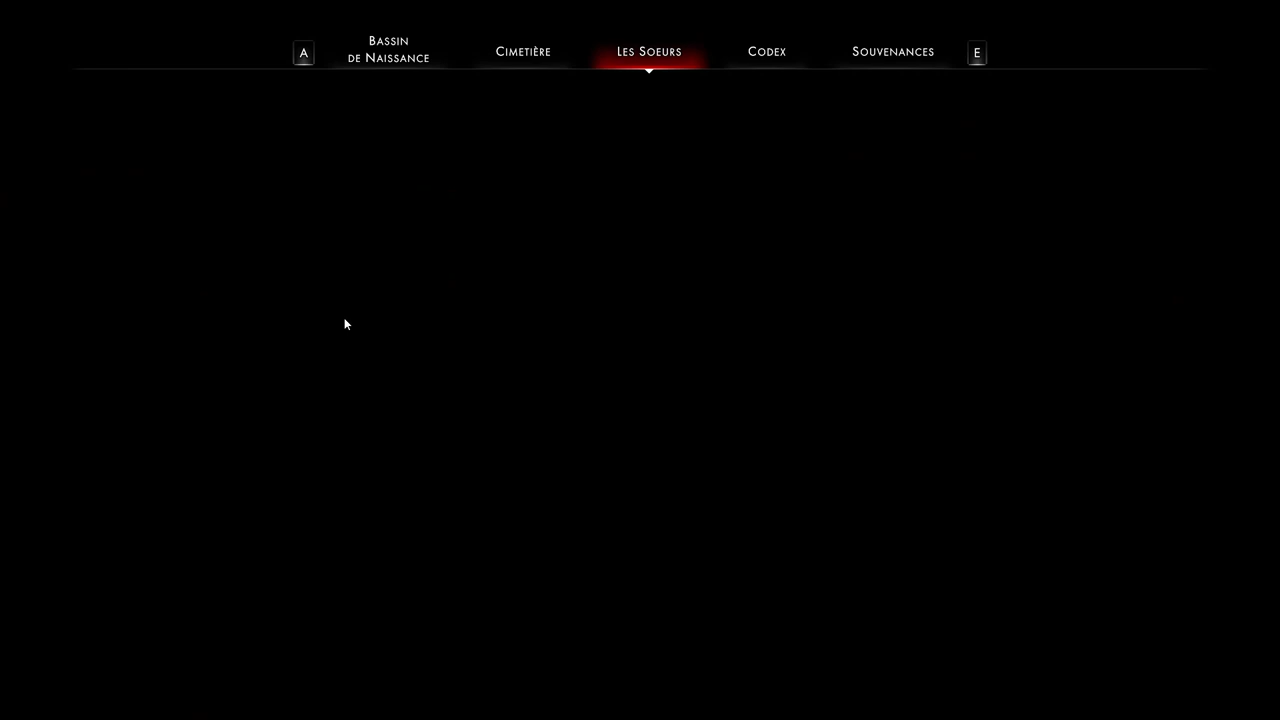 A
Bassin
de Naissance
Cimetière
Les Soeurs
Codex
Souvenances
E